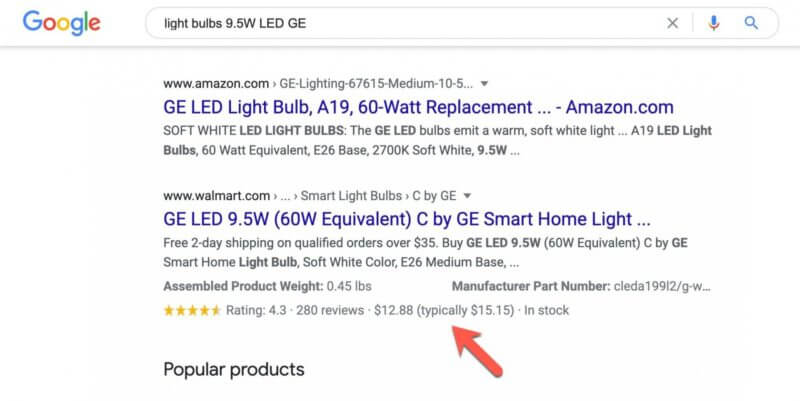 Google
light bulbs 9.5W LED GE
www.amazon.com › GE-Lighting-67615-Medium-10-5...
GE LED Light Bulb, A19, 60-Watt Replacement ... - Amazon.com
SOFT WHITE LED LIGHT BULBS: The GE LED bulbs emit a warm, soft white light ... A19 LED Light
Bulbs, 60 Watt Equivalent, E26 Base, 2700K Soft White, 9.5W ...
www.walmart.com › ... › Smart Light Bulbs › C by GE
GE LED 9.5W (60W Equivalent) C by GE Smart Home Light ...
Free 2-day shipping on qualified orders over $35. Buy GE LED 9.5W (60W Equivalent) C by GE
Smart Home Light Bulb, Soft White Color, E26 Medium Base, ...
Assembled Product Weight: 0.45 lbs Manufacturer Part Number: cleda199l2/g-w...
Rating: 4.3 · 280 reviews · $12.88 (typically $15.15) · In stock
Popular products